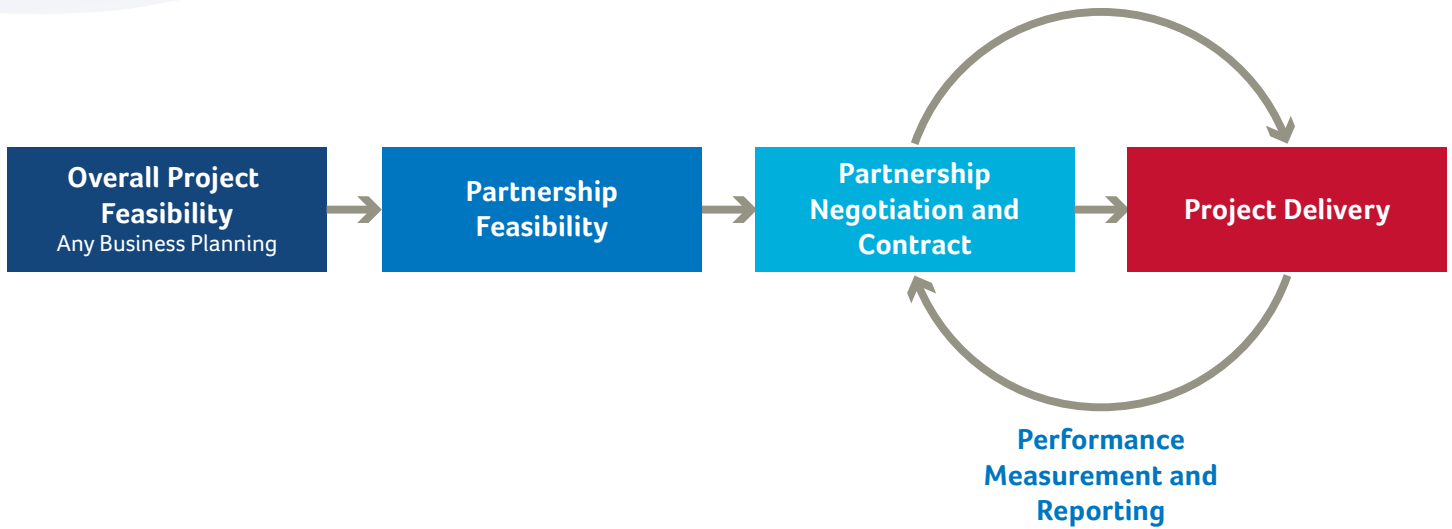 Overall Project
Feasibility
Any Business Planning
Partnership
Feasibility
Partnership
Negotiation and
Contract
Project Delivery
Performance
Measurement and
Reporting